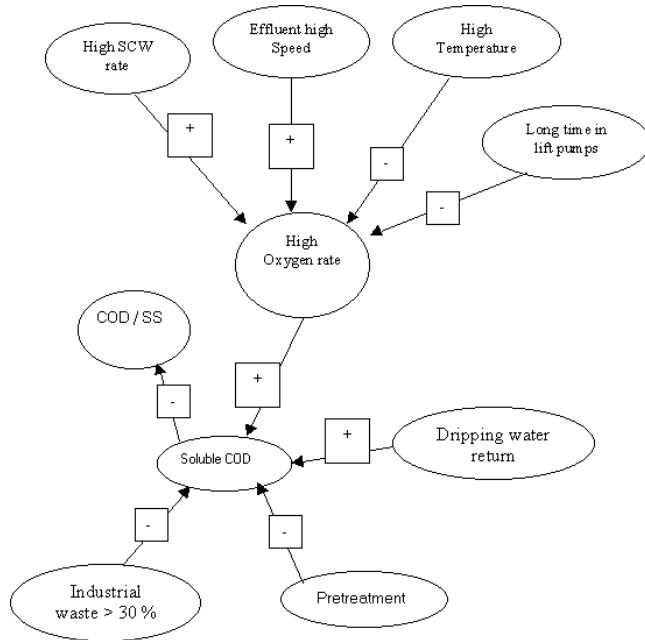 High SCW
rate
Effluent high
Speed
High
Temperature
Long time in
lift pumps
+
+
-
-
High
Oxygen rate
COD / SS
-
+
Soluble COD
+
Dripping water
return
-
-
Industrial
waste > 30 %
Pretreatment